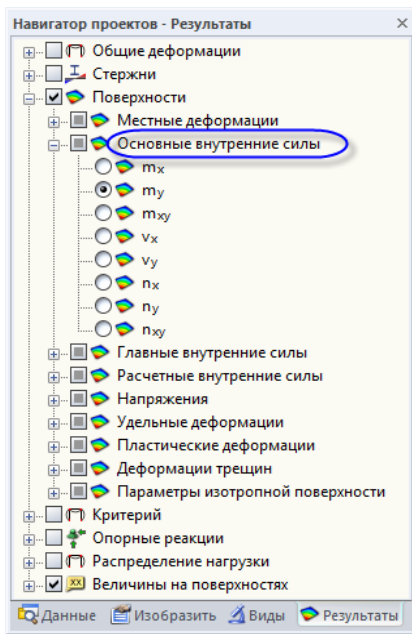 Навигатор проектов - Результаты
Общие деформации
Стержни
Поверхности
Местные деформации
Основные внутренние силы
mx
my
mxy
vx
vy
nx
ny
nxy
Главные внутренние силы
Расчетные внутренние силы
Напряжения
Удельные деформации
Пластические деформации
Деформации трещин
Параметры изотропной поверхности
Критерий
Опорные реакции
Распределение нагрузки
xx Величины на поверхностях
Данные Изобразить Виды Результаты